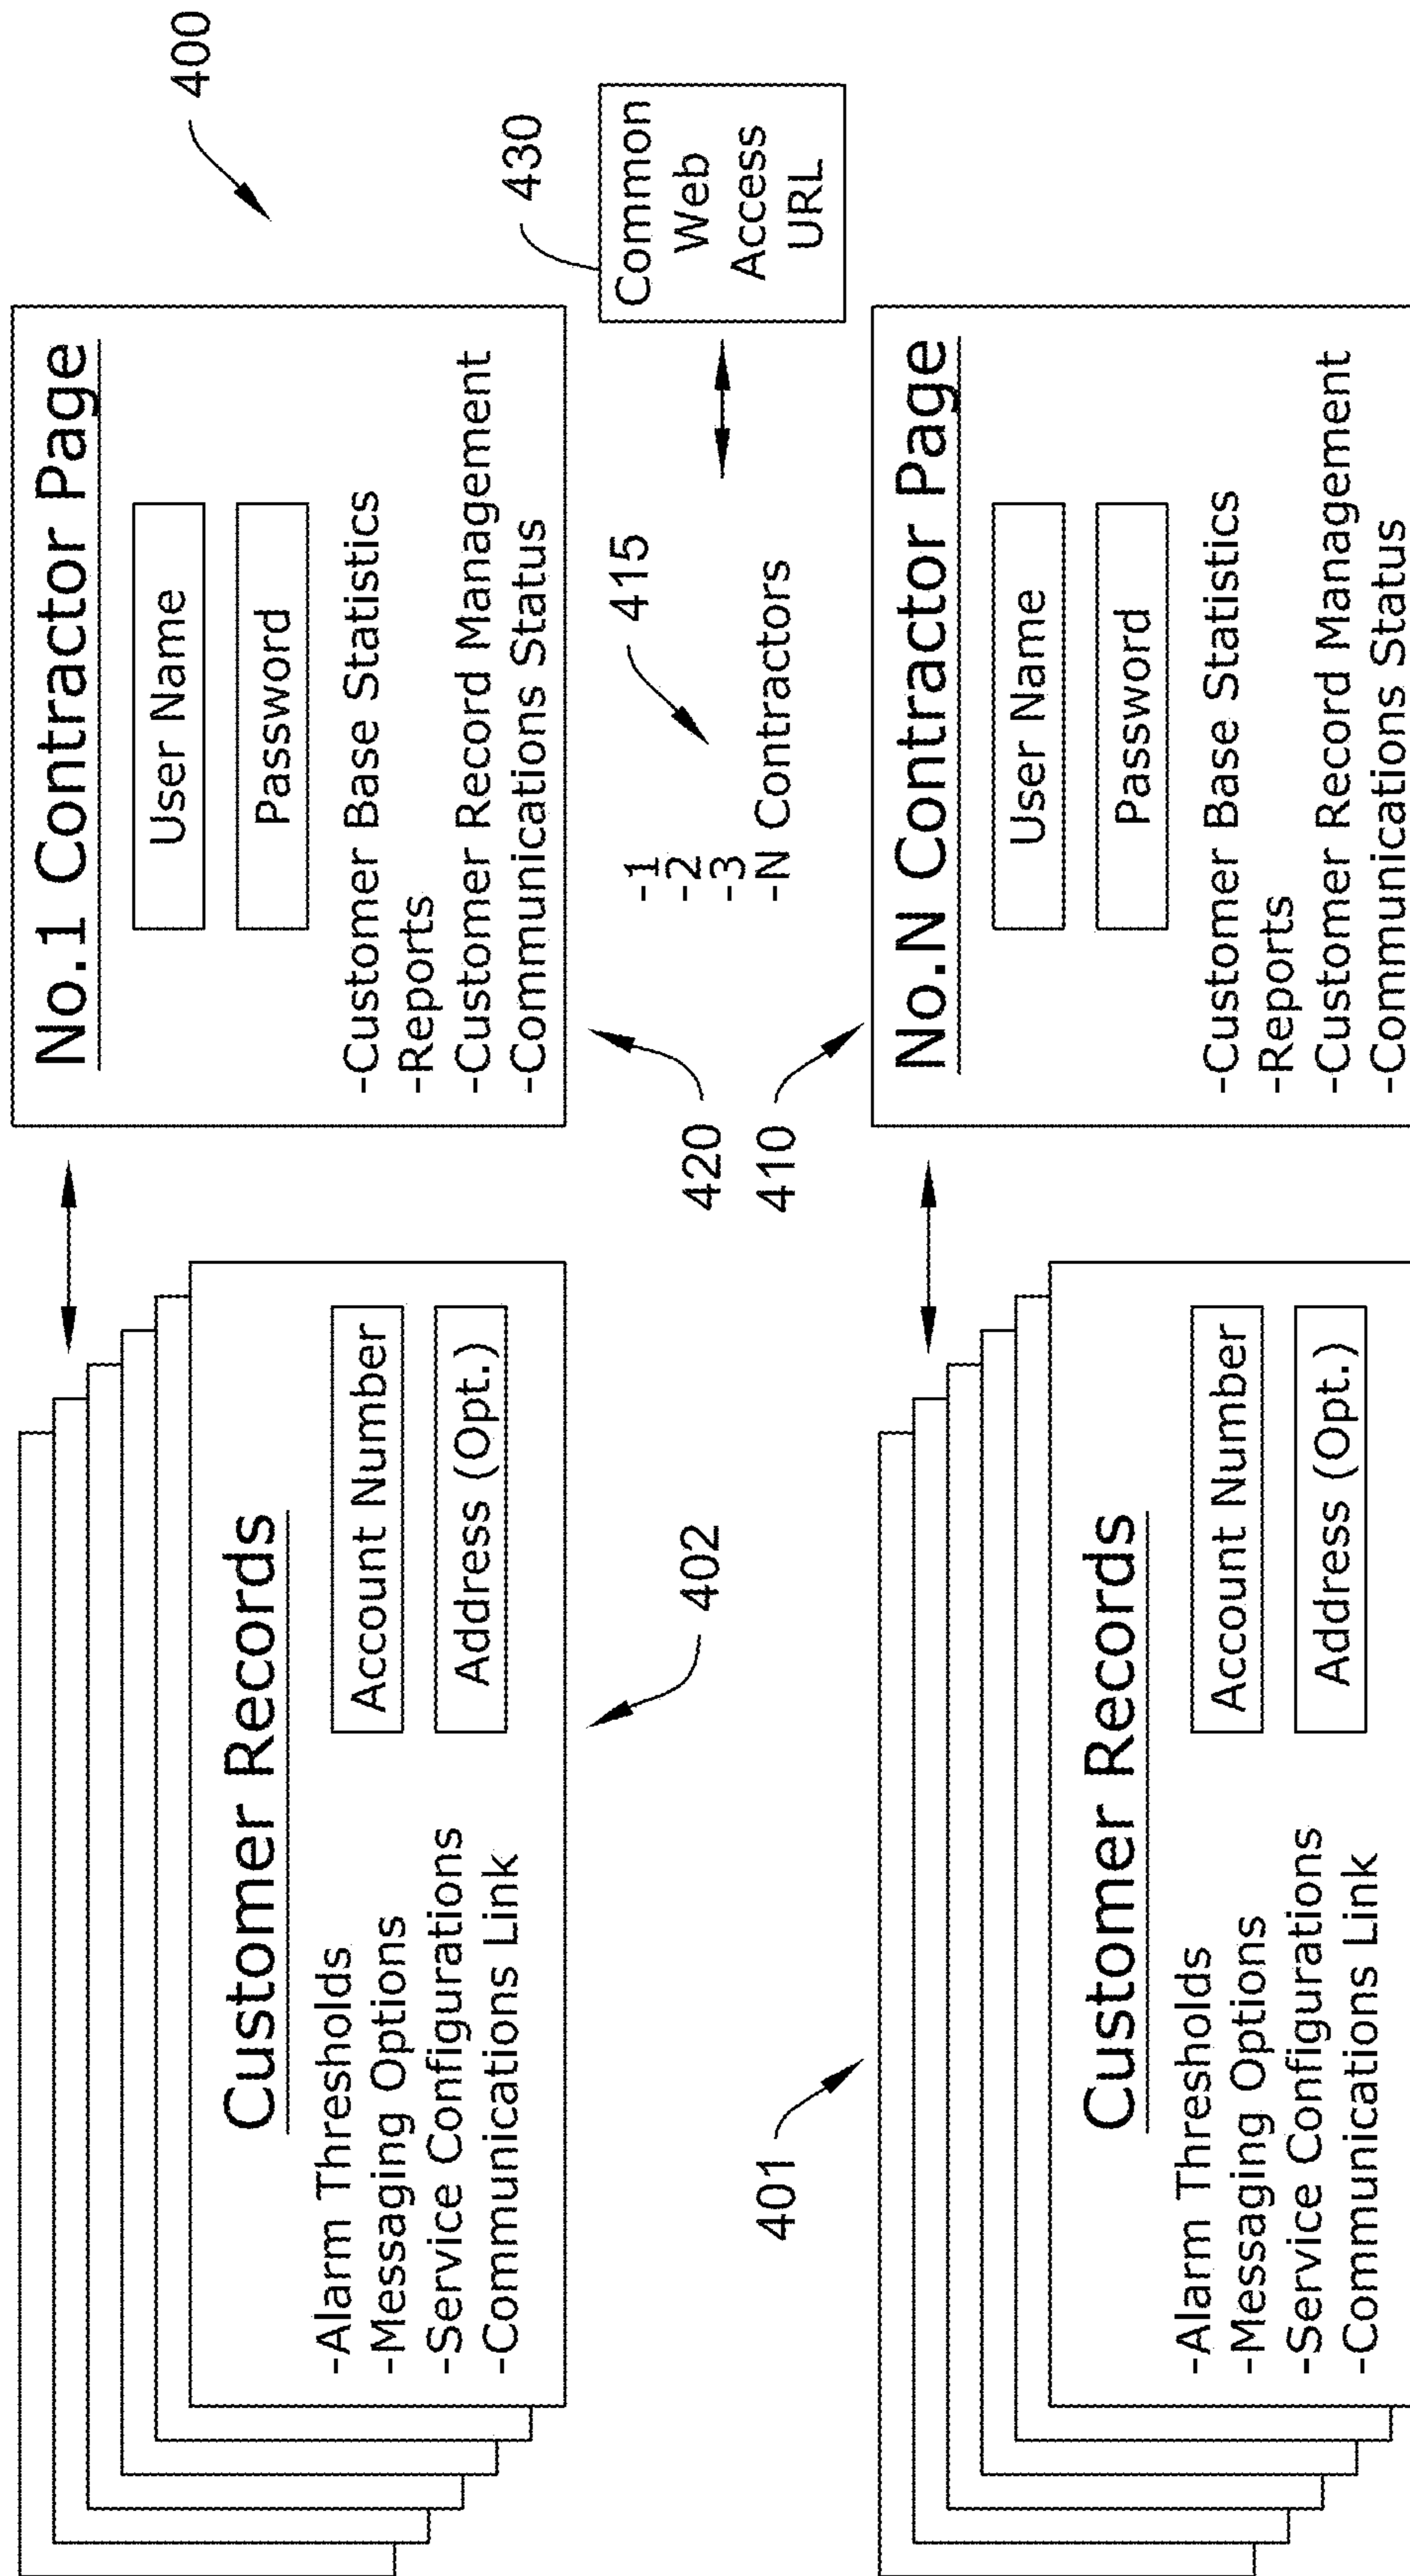 400
No.1 Contractor Page
User Name
Password
-Customer Base Statistics
-Reports
-Customer Record Management
-Communications Status
Customer Records
Account Number
Address (Opt.)
-Alarm Thresholds
-Messaging Options
-Service Configurations
-Communications Link
402
420
415
-1
-2
-3
-N Contractors
430
Common
Web
Access
URL
401
410
No.N Contractor Page
User Name
Password
-Customer Base Statistics
-Reports
-Customer Record Management
-Communications Status
Customer Records
Account Number
Address (Opt.)
-Alarm Thresholds
-Messaging Options
-Service Configurations
-Communications Link